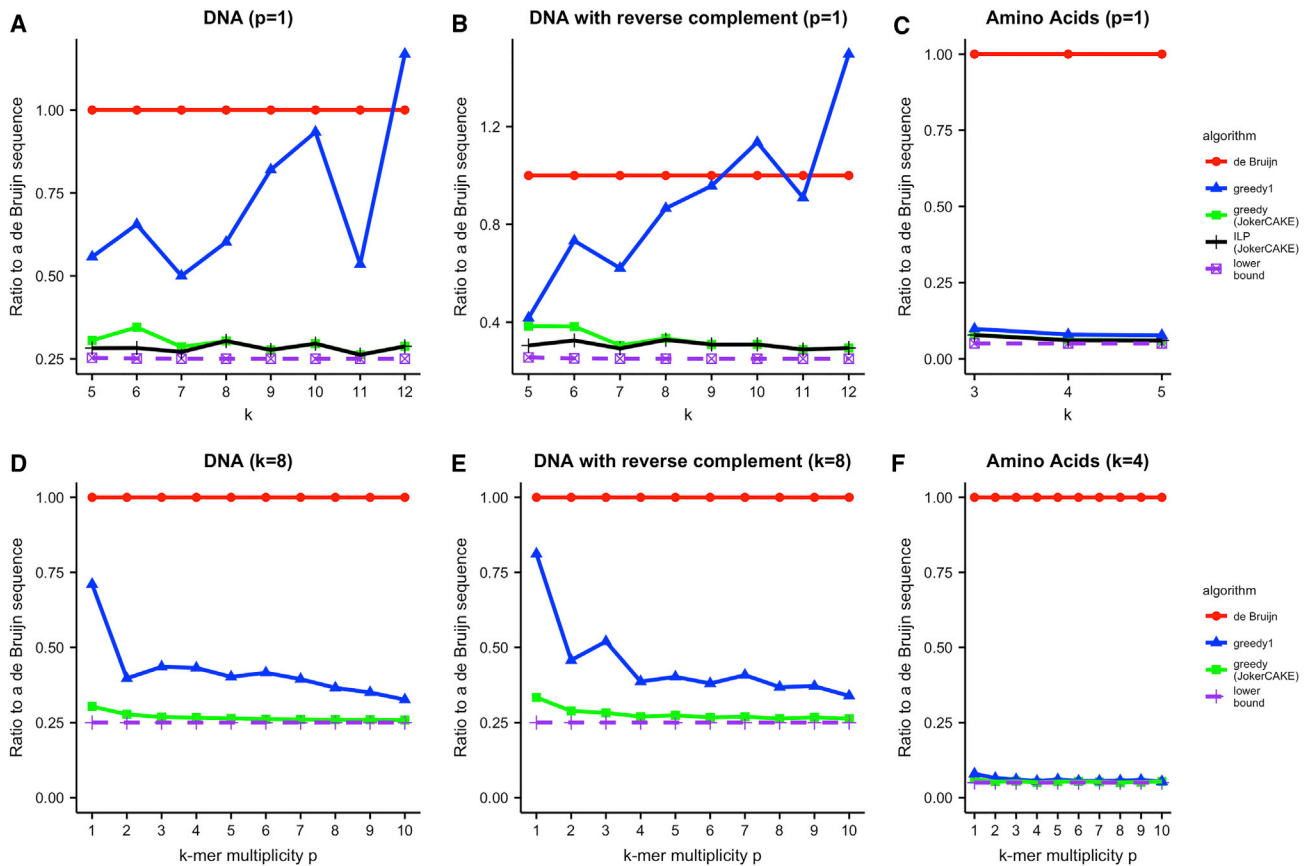 A
DNA (p=1)
Ratio to a de Bruijn sequence
1.00
0.75
0.50
0.25
5 6 7 8 9 10 11 12
k
B
DNA with reverse complement (p=1)
Ratio to a de Bruijn sequence
1.2
0.8
0.4
5 6 7 8 9 10 11 12
k
C
Amino Acids (p=1)
Ratio to a de Bruijn sequence
1.00
0.75
0.50
0.25
0.00
3 4 5
k
algorithm
de Bruijn
greedy1
greedy
(JokerCAKE)
ILP
(JokerCAKE)
lower
bound
D
DNA (k=8)
Ratio to a de Bruijn sequence
1.00
0.75
0.50
0.25
0.00
1 2 3 4 5 6 7 8 9 10
k-mer multiplicity p
E
DNA with reverse complement (k=8)
Ratio to a de Bruijn sequence
1.00
0.75
0.50
0.25
0.00
1 2 3 4 5 6 7 8 9 10
k-mer multiplicity p
F
Amino Acids (k=4)
Ratio to a de Bruijn sequence
1.00
0.75
0.50
0.25
0.00
1 2 3 4 5 6 7 8 9 10
k-mer multiplicity p
algorithm
de Bruijn
greedy1
greedy
(JokerCAKE)
lower
bound